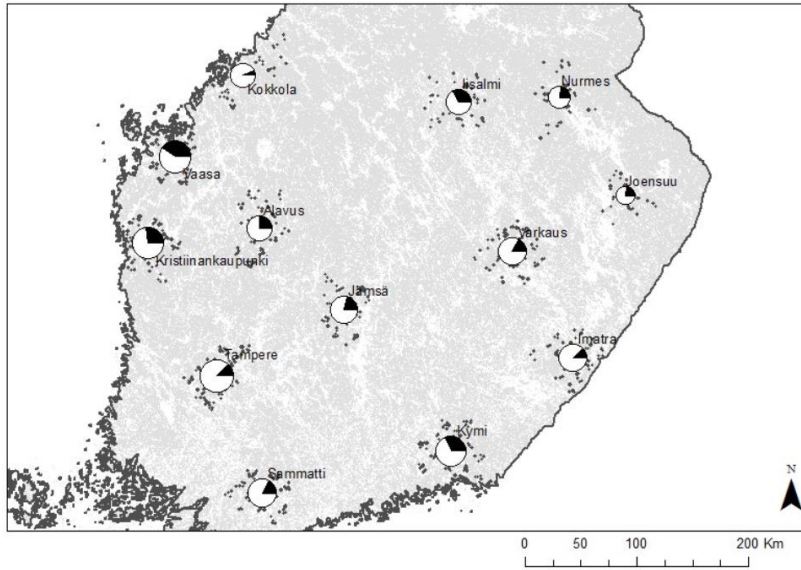 Kokkola
Iisalmi
Nurmes
Vaasa
Joensuu
Alavus
Varkaus
Kristiinankaupunki
Jämsä
Tampere
Imatra
Kymi
Sammatti
N
0 50 100 200 Km